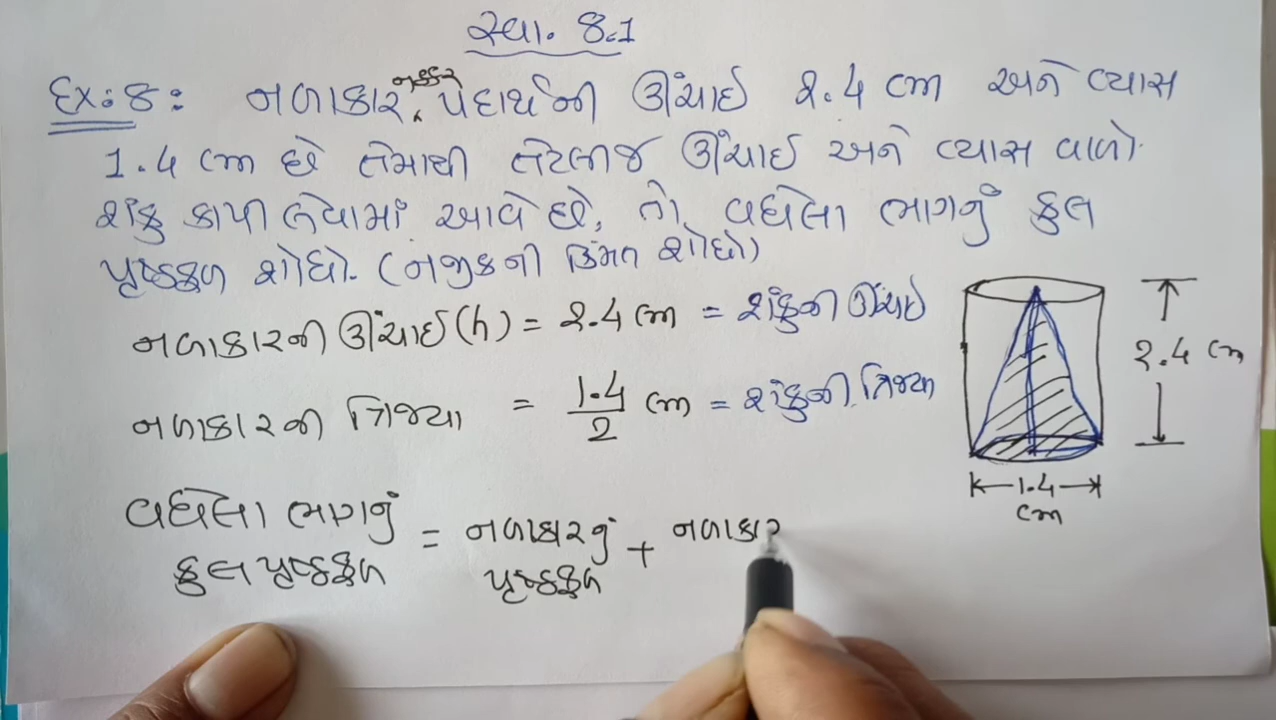 સ્વા. 8.1
Ex:8: નળાકાર નક્કર પદાર્થની ઊંચાઈ 2.4 cm અને વ્યાસ
1.4 cm છે તેમાથી તેટલીજ ઊંચાઈ અને વ્યાસ વાળો
શંકુ કાપી લેવામાં આવે છે, તો વધેલા ભાગનું કુલ
પૃષ્ઠફળ શોધો. (નજીકની કિંમત શોધો)
નળાકારની ઊંચાઈ (h) = 2.4 cm = શંકુની ઊંચાઈ
નળાકારની ત્રિજ્યા = 1.4/2 cm = શંકુની ત્રિજ્યા
2.4 cm
1.4
cm
વધેલા ભાગનું = નળાકારનું + નળાકાર
કુલ પૃષ્ઠફળ પૃષ્ઠફળ